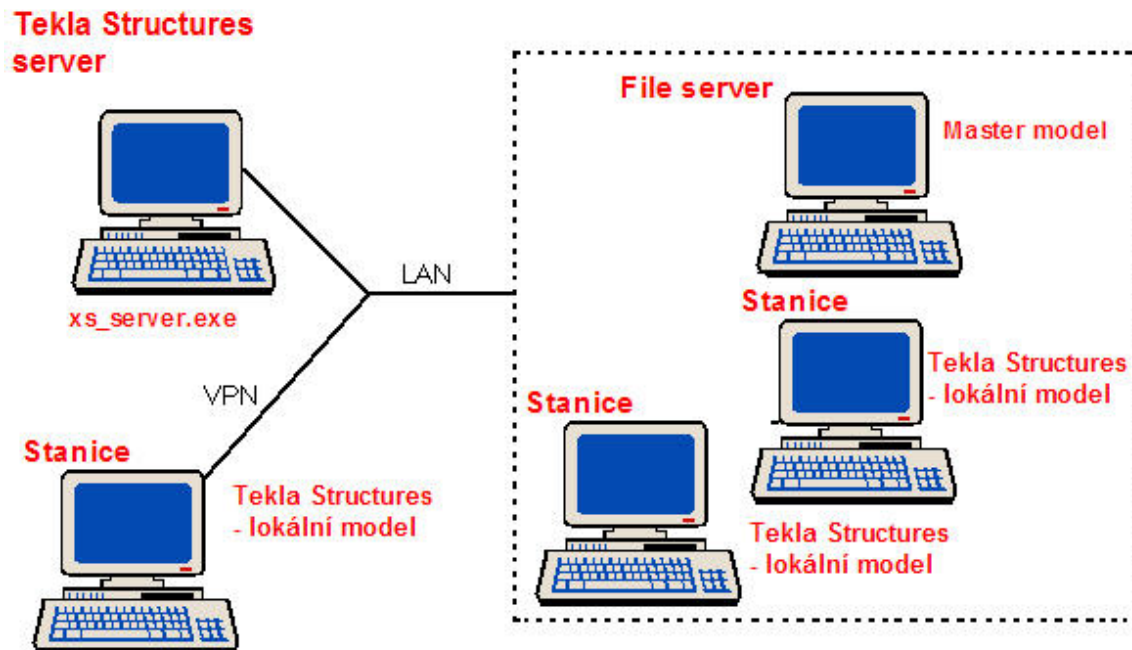 Tekla Structures
server
File server
Master model
LAN
xs_server.exe
Stanice
Tekla Structures
- lokální model
VPN
Stanice
Stanice
Tekla Structures
- lokální model
Tekla Structures
- lokální model